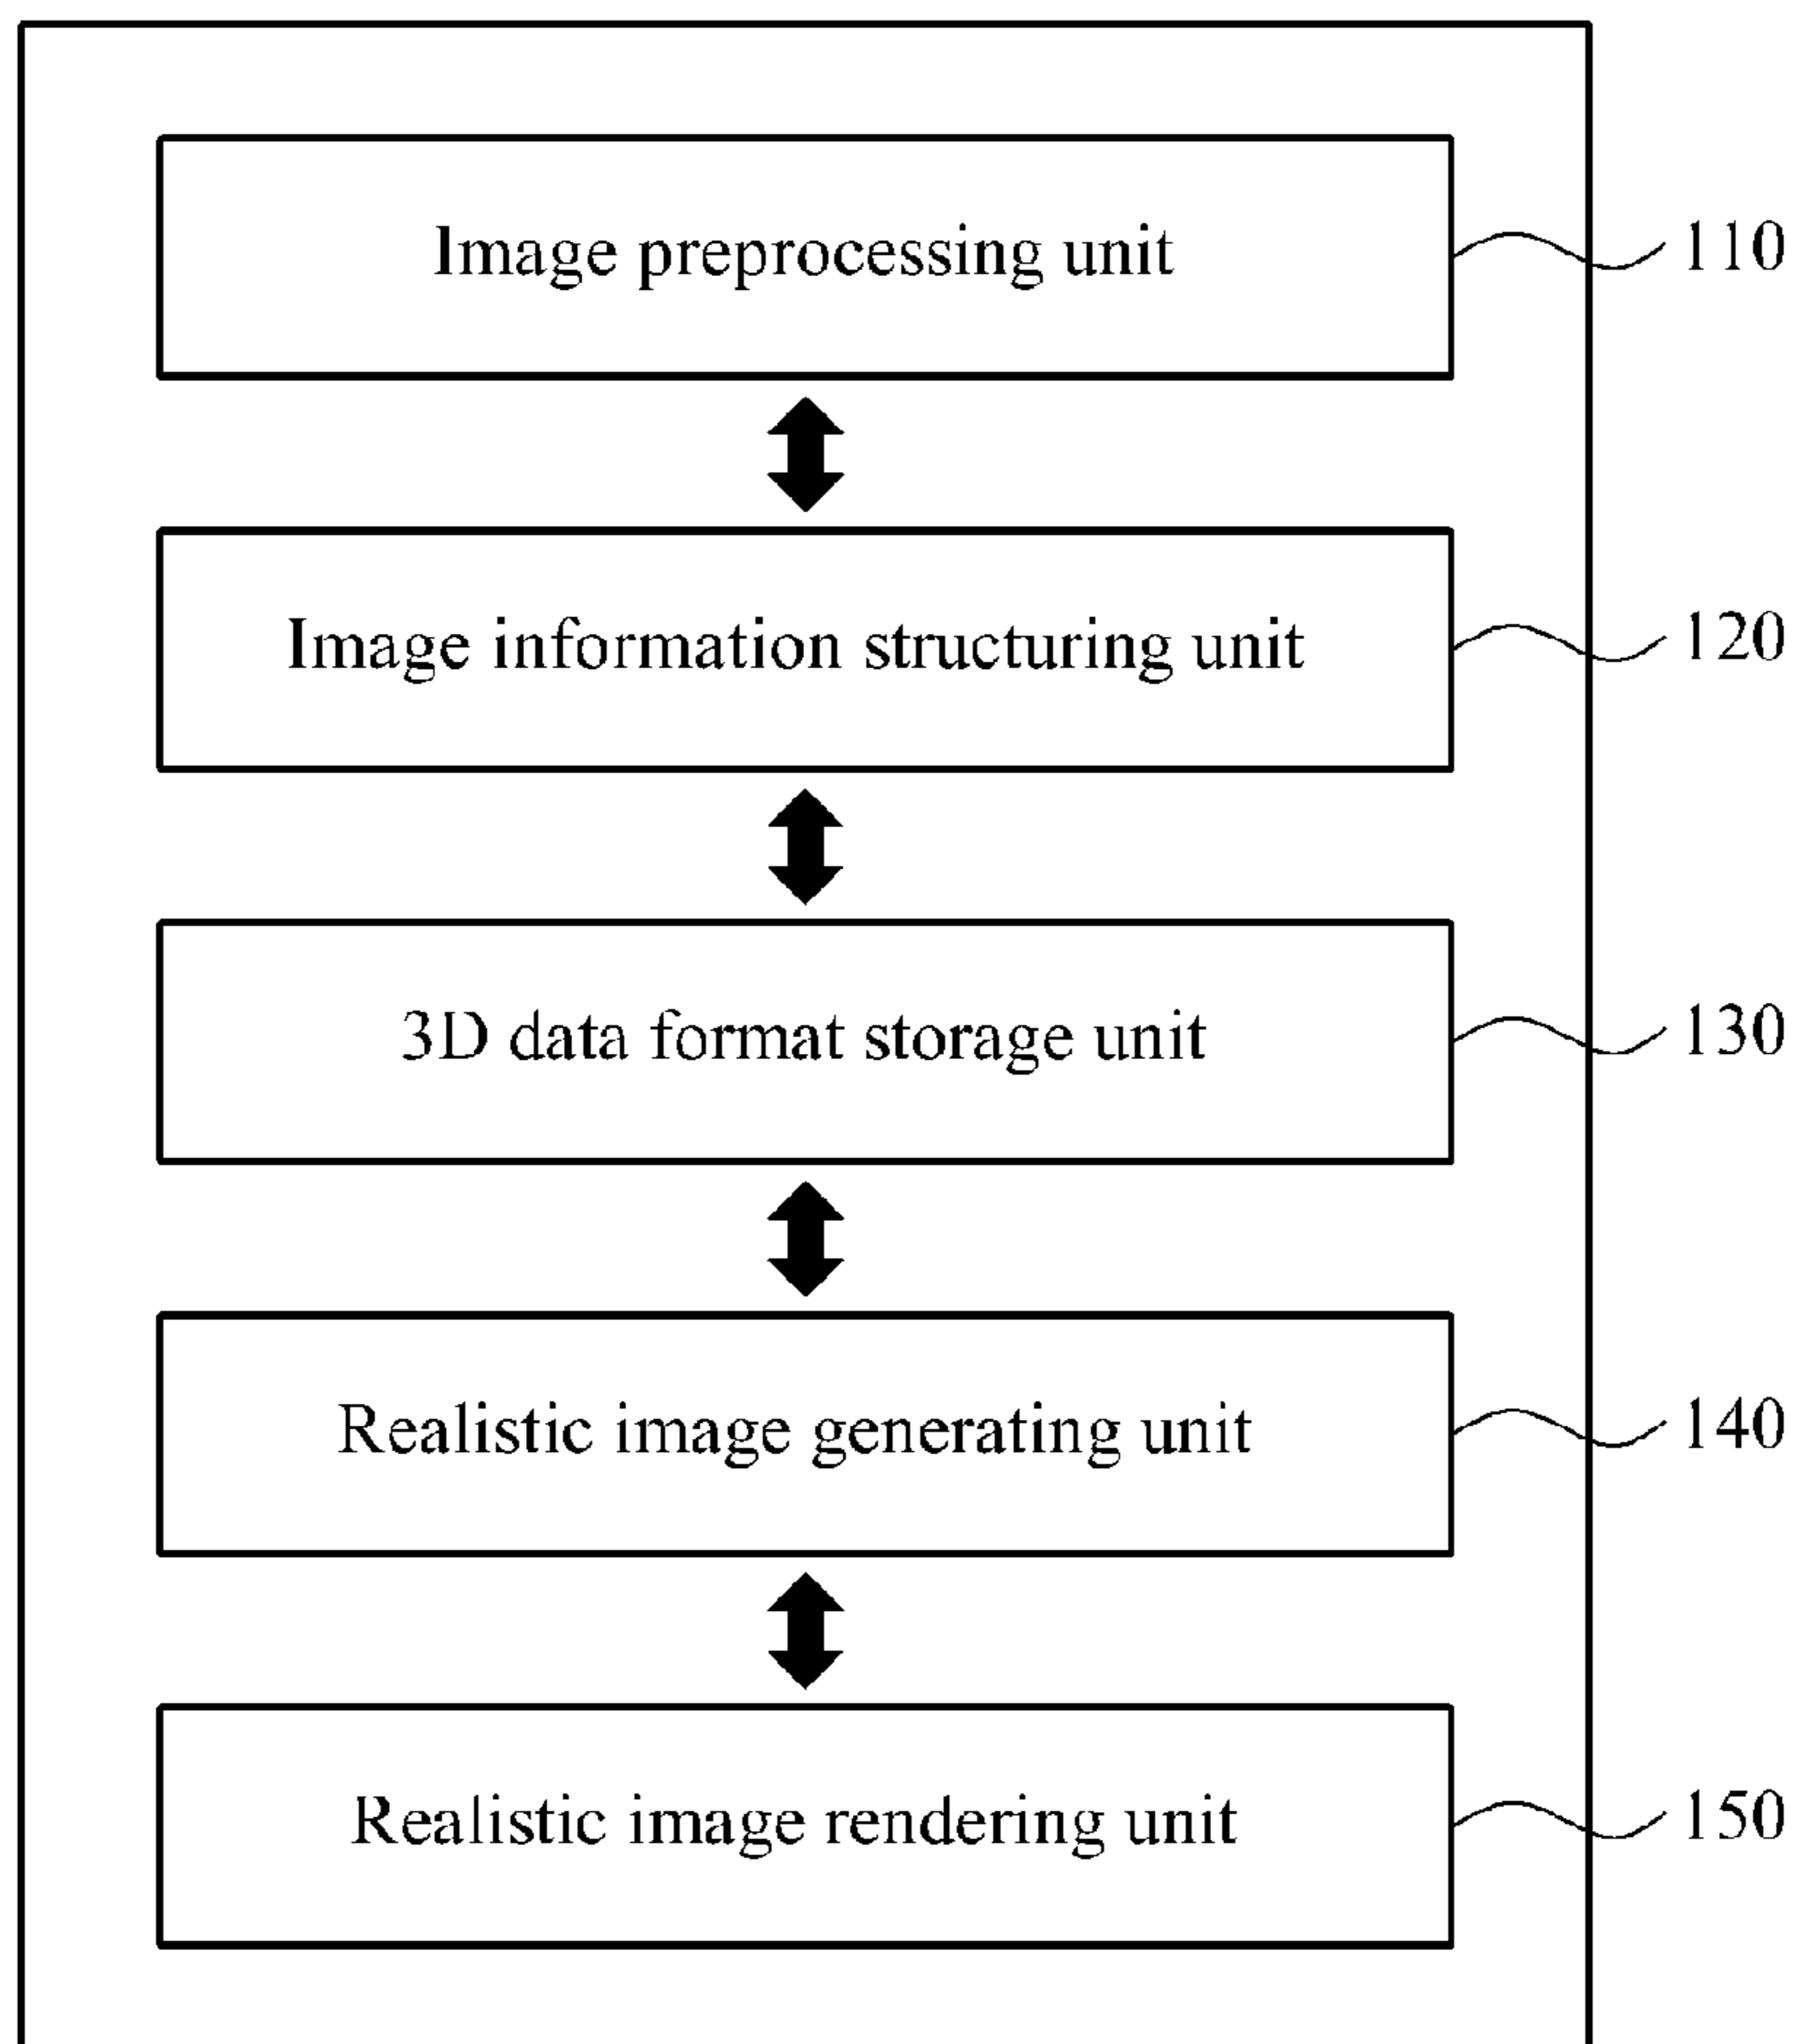 Image preprocessing unit 110
Image information structuring unit 120
3D data format storage unit 130
Realistic image generating unit 140
Realistic image rendering unit 150